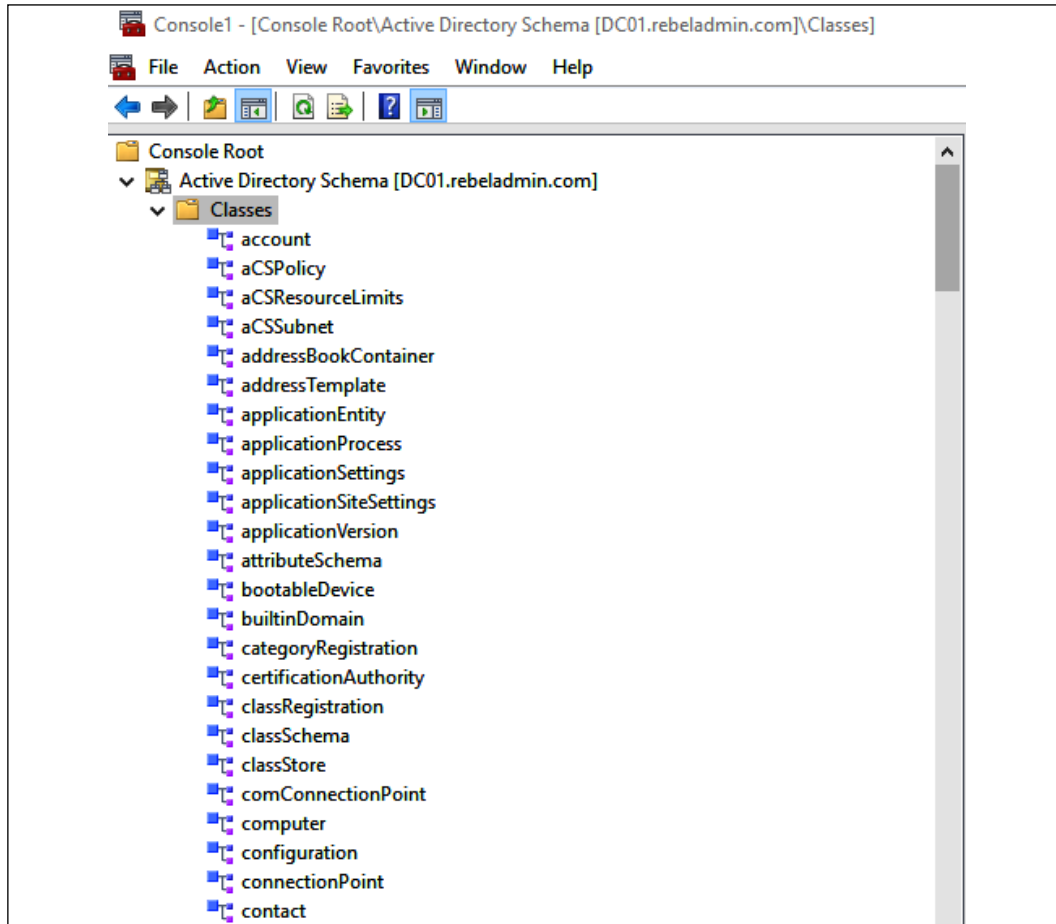 Console1 - [Console Root\Active Directory Schema [DC01.rebeladmin.com]\Classes]
File Action View Favorites Window Help
Console Root
Active Directory Schema [DC01.rebeladmin.com]
Classes
account
aCSPolicy
aCSResourceLimits
aCSSubnet
addressBookContainer
addressTemplate
applicationEntity
applicationProcess
applicationSettings
applicationSiteSettings
applicationVersion
attributeSchema
bootableDevice
builtinDomain
categoryRegistration
certificationAuthority
classRegistration
classSchema
classStore
comConnectionPoint
computer
configuration
connectionPoint
contact